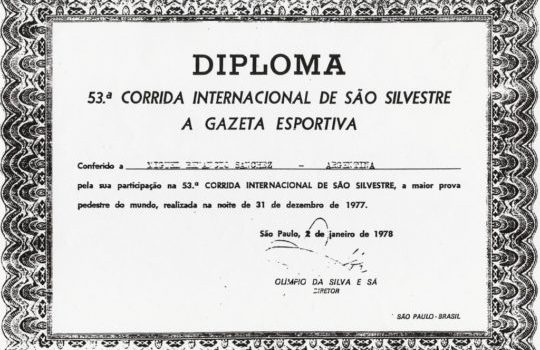 DIPLOMA
53.ª CORRIDA INTERNACIONAL DE SÃO SILVESTRE
A GAZETA ESPORTIVA
Conferido a MIGUEL SANCHEZ - ARGENTINA
pela sua participação na 53.ª CORRIDA INTERNACIONAL DE SÃO SILVESTRE, a maior prova
pedestre do mundo, realizada na noite de 31 de dezembro de 1977.
São Paulo, 2 de janeiro de 1978
OLIMPIO DA SILVA E SÁ
DIRETOR
SÃO PAULO - BRASIL